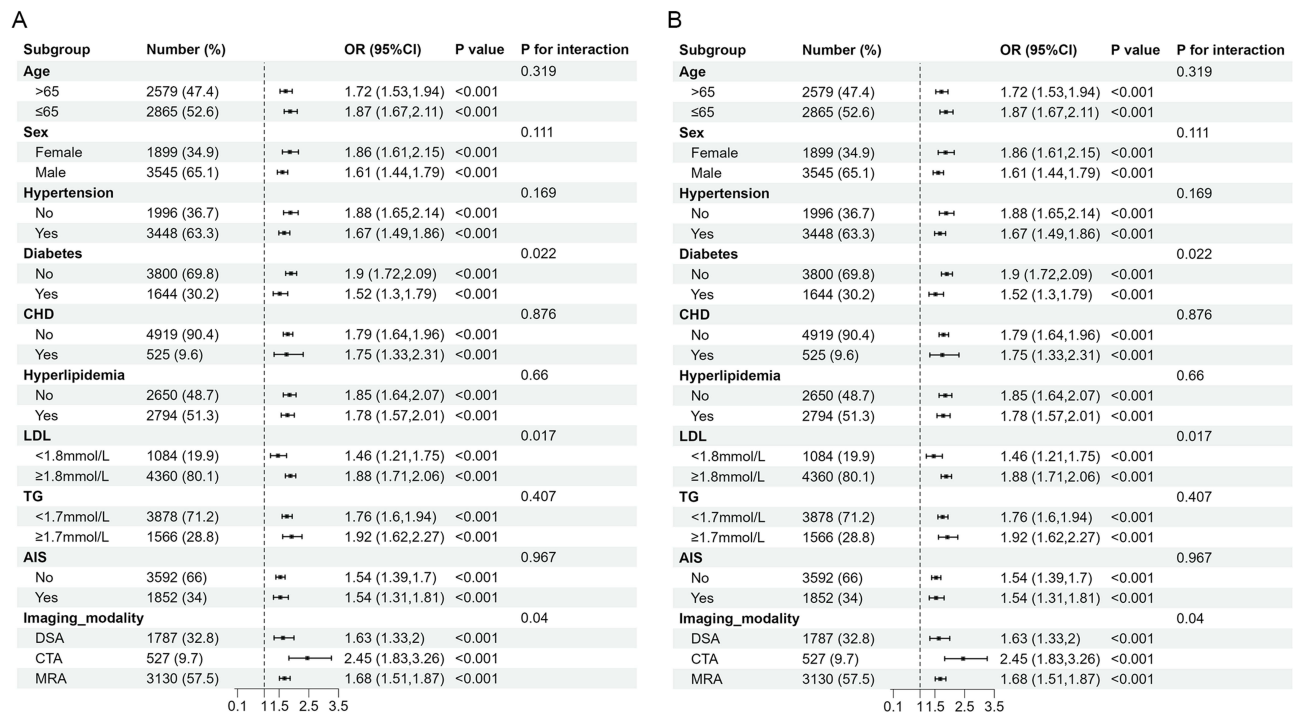 A
Subgroup Number (%) OR (95%CI) P value P for interaction
Age 0.319
>65 2579 (47.4) 1.72 (1.53,1.94) <0.001
≤65 2865 (52.6) 1.87 (1.67,2.11) <0.001
Sex 0.111
Female 1899 (34.9) 1.86 (1.61,2.15) <0.001
Male 3545 (65.1) 1.61 (1.44,1.79) <0.001
Hypertension 0.169
No 1996 (36.7) 1.88 (1.65,2.14) <0.001
Yes 3448 (63.3) 1.67 (1.49,1.86) <0.001
Diabetes 0.022
No 3800 (69.8) 1.9 (1.72,2.09) <0.001
Yes 1644 (30.2) 1.52 (1.3,1.79) <0.001
CHD 0.876
No 4919 (90.4) 1.79 (1.64,1.96) <0.001
Yes 525 (9.6) 1.75 (1.33,2.31) <0.001
Hyperlipidemia 0.66
No 2650 (48.7) 1.85 (1.64,2.07) <0.001
Yes 2794 (51.3) 1.78 (1.57,2.01) <0.001
LDL 0.017
<1.8mmol/L 1084 (19.9) 1.46 (1.21,1.75) <0.001
≥1.8mmol/L 4360 (80.1) 1.88 (1.71,2.06) <0.001
TG 0.407
<1.7mmol/L 3878 (71.2) 1.76 (1.6,1.94) <0.001
≥1.7mmol/L 1566 (28.8) 1.92 (1.62,2.27) <0.001
AIS 0.967
No 3592 (66) 1.54 (1.39,1.7) <0.001
Yes 1852 (34) 1.54 (1.31,1.81) <0.001
Imaging_modality 0.04
DSA 1787 (32.8) 1.63 (1.33,2) <0.001
CTA 527 (9.7) 2.45 (1.83,3.26) <0.001
MRA 3130 (57.5) 1.68 (1.51,1.87) <0.001
0.1 1 1.5 2.5 3.5
B
Subgroup Number (%) OR (95%CI) P value P for interaction
Age 0.319
>65 2579 (47.4) 1.72 (1.53,1.94) <0.001
≤65 2865 (52.6) 1.87 (1.67,2.11) <0.001
Sex 0.111
Female 1899 (34.9) 1.86 (1.61,2.15) <0.001
Male 3545 (65.1) 1.61 (1.44,1.79) <0.001
Hypertension 0.169
No 1996 (36.7) 1.88 (1.65,2.14) <0.001
Yes 3448 (63.3) 1.67 (1.49,1.86) <0.001
Diabetes 0.022
No 3800 (69.8) 1.9 (1.72,2.09) <0.001
Yes 1644 (30.2) 1.52 (1.3,1.79) <0.001
CHD 0.876
No 4919 (90.4) 1.79 (1.64,1.96) <0.001
Yes 525 (9.6) 1.75 (1.33,2.31) <0.001
Hyperlipidemia 0.66
No 2650 (48.7) 1.85 (1.64,2.07) <0.001
Yes 2794 (51.3) 1.78 (1.57,2.01) <0.001
LDL 0.017
<1.8mmol/L 1084 (19.9) 1.46 (1.21,1.75) <0.001
≥1.8mmol/L 4360 (80.1) 1.88 (1.71,2.06) <0.001
TG 0.407
<1.7mmol/L 3878 (71.2) 1.76 (1.6,1.94) <0.001
≥1.7mmol/L 1566 (28.8) 1.92 (1.62,2.27) <0.001
AIS 0.967
No 3592 (66) 1.54 (1.39,1.7) <0.001
Yes 1852 (34) 1.54 (1.31,1.81) <0.001
Imaging_modality 0.04
DSA 1787 (32.8) 1.63 (1.33,2) <0.001
CTA 527 (9.7) 2.45 (1.83,3.26) <0.001
MRA 3130 (57.5) 1.68 (1.51,1.87) <0.001
0.1 1 1.5 2.5 3.5